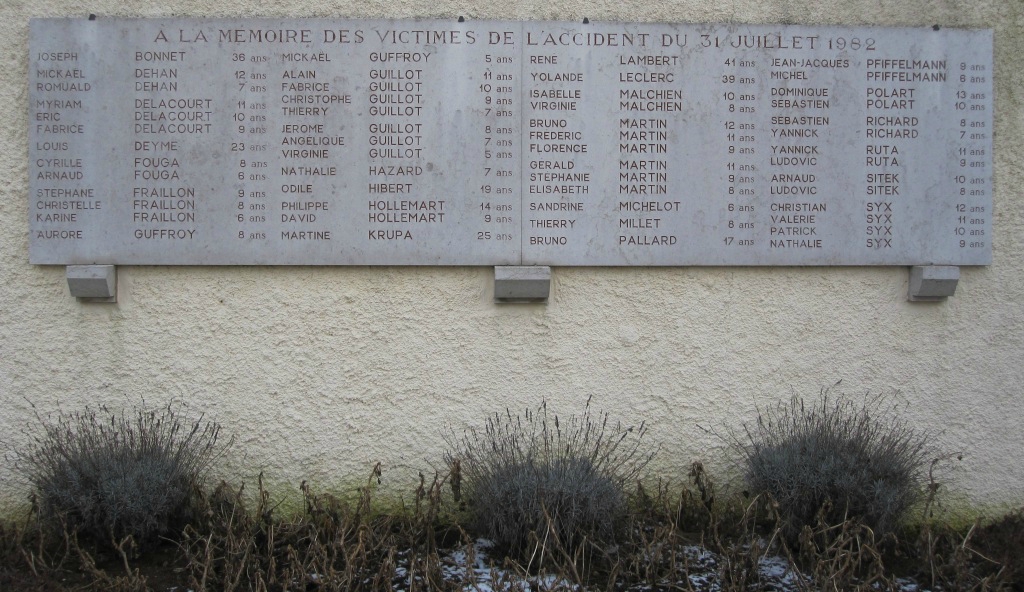 A LA MEMOIRE DES VICTIMES DE L'ACCIDENT DU 31 JUILLET 1982
JOSEPH BONNET 36 ans
MICKAEL DEHAN 12 ans
ROMUALD DEHAN 7 ans
MYRIAM DELACOURT 11 ans
ERIC DELACOURT 10 ans
FABRICE DELACOURT 9 ans
LOUIS DEYME 23 ans
CYRILLE FOUGA 8 ans
ARNAUD FOUGA 6 ans
STEPHANE FRAILLON 9 ans
CHRISTELLE FRAILLON 8 ans
KARINE FRAILLON 6 ans
AURORE GUFFROY 8 ans
MICKAEL GUFFROY 5 ans
ALAIN GUILLOT 11 ans
FABRICE GUILLOT 10 ans
CHRISTOPHE GUILLOT 9 ans
THIERRY GUILLOT 7 ans
JEROME GUILLOT 8 ans
ANGELIQUE GUILLOT 7 ans
VIRGINIE GUILLOT 5 ans
NATHALIE HAZARD 7 ans
ODILE HIBERT 19 ans
PHILIPPE HOLLEMART 14 ans
DAVID HOLLEMART 9 ans
MARTINE KRUPA 25 ans
RENE LAMBERT 41 ans
YOLANDE LECLERC 39 ans
ISABELLE MALCHIEN 10 ans
VIRGINIE MALCHIEN 8 ans
BRUNO MARTIN 12 ans
FREDERIC MARTIN 11 ans
FLORENCE MARTIN 9 ans
GERALD MARTIN 11 ans
STEPHANIE MARTIN 9 ans
ELISABETH MARTIN 8 ans
SANDRINE MICHELOT 6 ans
THIERRY MILLET 8 ans
BRUNO PALLARD 17 ans
JEAN-JACQUES PFIFFELMANN 9 ans
MICHEL PFIFFELMANN 6 ans
DOMINIQUE POLART 13 ans
SEBASTIEN POLART 10 ans
SEBASTIEN RICHARD 8 ans
YANNICK RICHARD 7 ans
YANNICK RUTA 11 ans
LUDOVIC RUTA 9 ans
ARNAUD SITEK 10 ans
LUDOVIC SITEK 8 ans
CHRISTIAN SYX 12 ans
VALERIE SYX 11 ans
PATRICK SYX 10 ans
NATHALIE SYX 9 ans